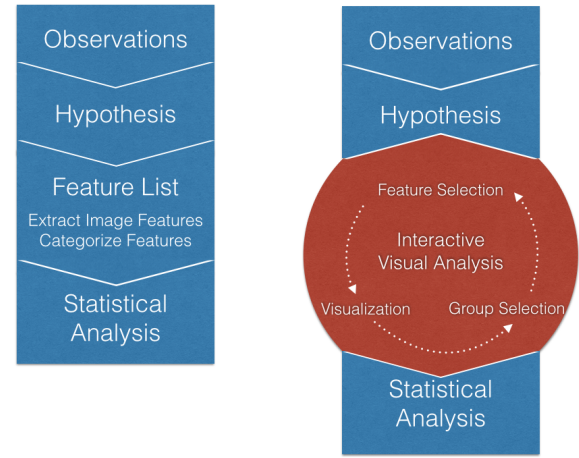 Observations
Hypothesis
Feature List
Extract Image Features
Categorize Features
Statistical
Analysis
Observations
Hypothesis
Feature Selection
Interactive
Visual Analysis
Visualization
Group Selection
Statistical
Analysis